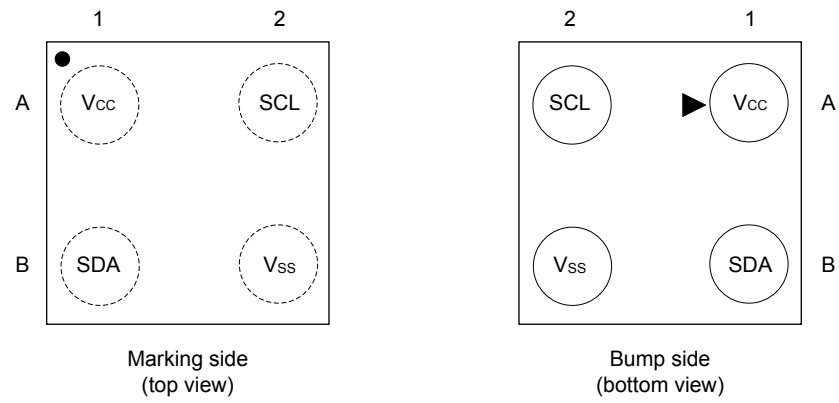 1 2 2 1
A VCC SCL SCL VCC A
B SDA VSS VSS SDA B
Marking side Bump side
(top view) (bottom view)